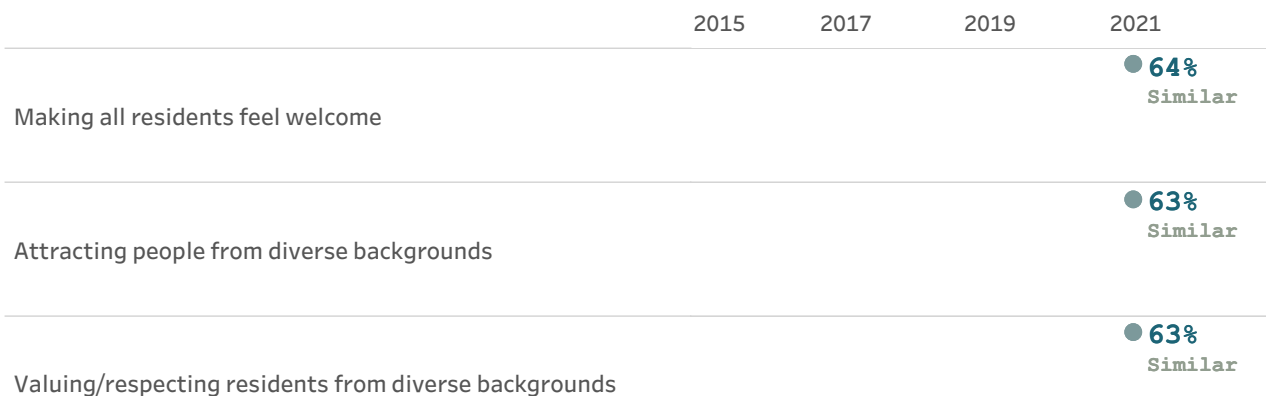 2015 2017 2019 2021
64%
Similar
Making all residents feel welcome
63%
Similar
Attracting people from diverse backgrounds
63%
Similar
Valuing/respecting residents from diverse backgrounds